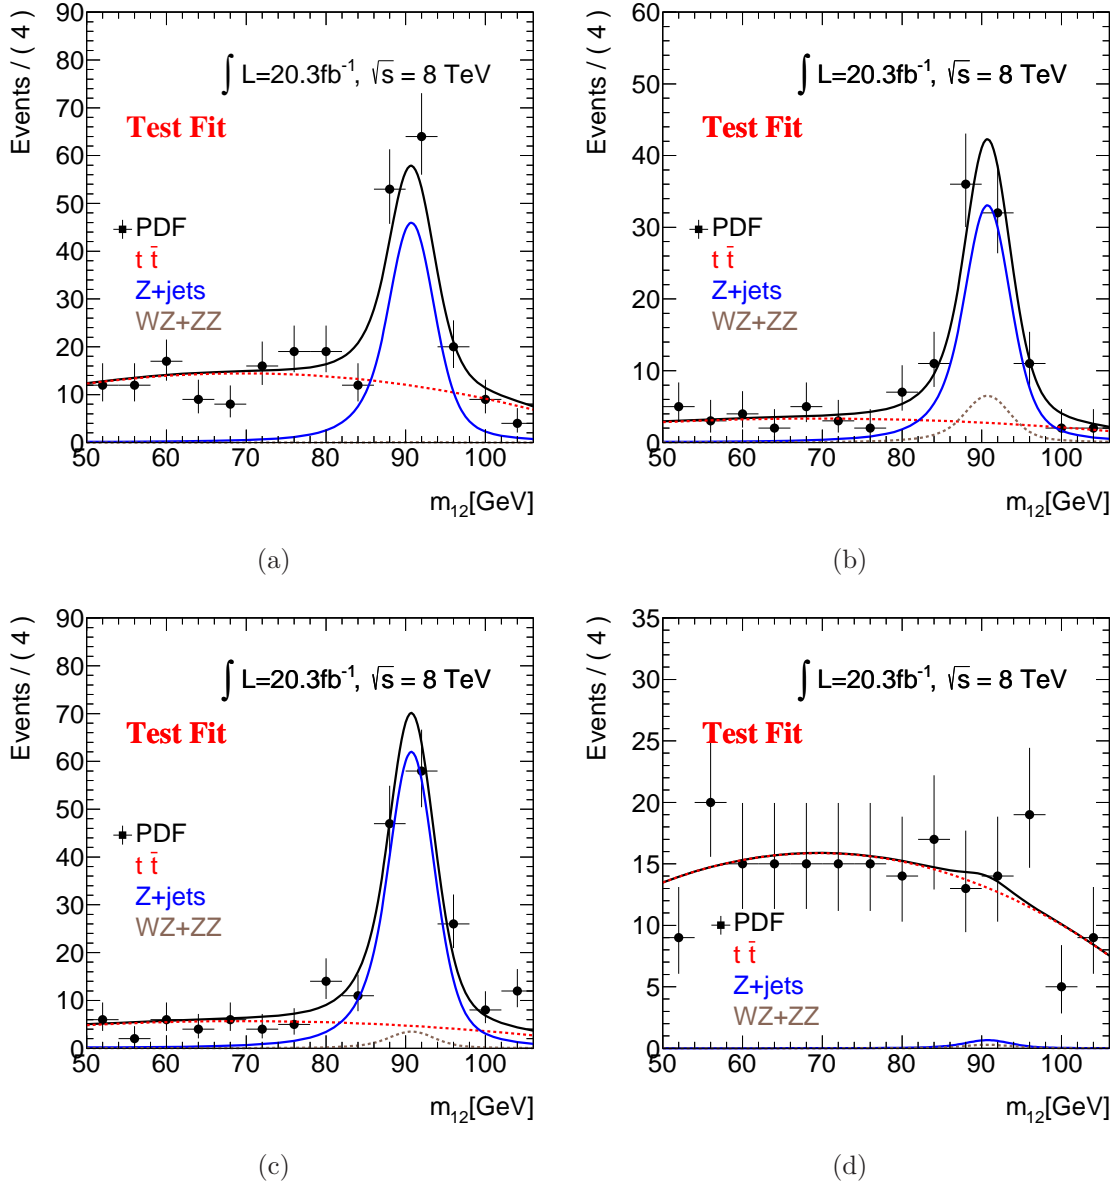 Events / ( 4 )
90
80
70
60
50
40
30
20
10
0
∫ L=20.3fb⁻¹, √s = 8 TeV
Test Fit
PDF
t t̄
Z+jets
WZ+ZZ
50 60 70 80 90 100
m₁₂[GeV]
(a)
Events / ( 4 )
60
50
40
30
20
10
0
∫ L=20.3fb⁻¹, √s = 8 TeV
Test Fit
PDF
t t̄
Z+jets
WZ+ZZ
50 60 70 80 90 100
m₁₂[GeV]
(b)
Events / ( 4 )
90
80
70
60
50
40
30
20
10
0
∫ L=20.3fb⁻¹, √s = 8 TeV
Test Fit
PDF
t t̄
Z+jets
WZ+ZZ
50 60 70 80 90 100
m₁₂[GeV]
(c)
Events / ( 4 )
35
30
25
20
15
10
5
0
∫ L=20.3fb⁻¹, √s = 8 TeV
Test Fit
PDF
t t̄
Z+jets
WZ+ZZ
50 60 70 80 90 100
m₁₂[GeV]
(d)